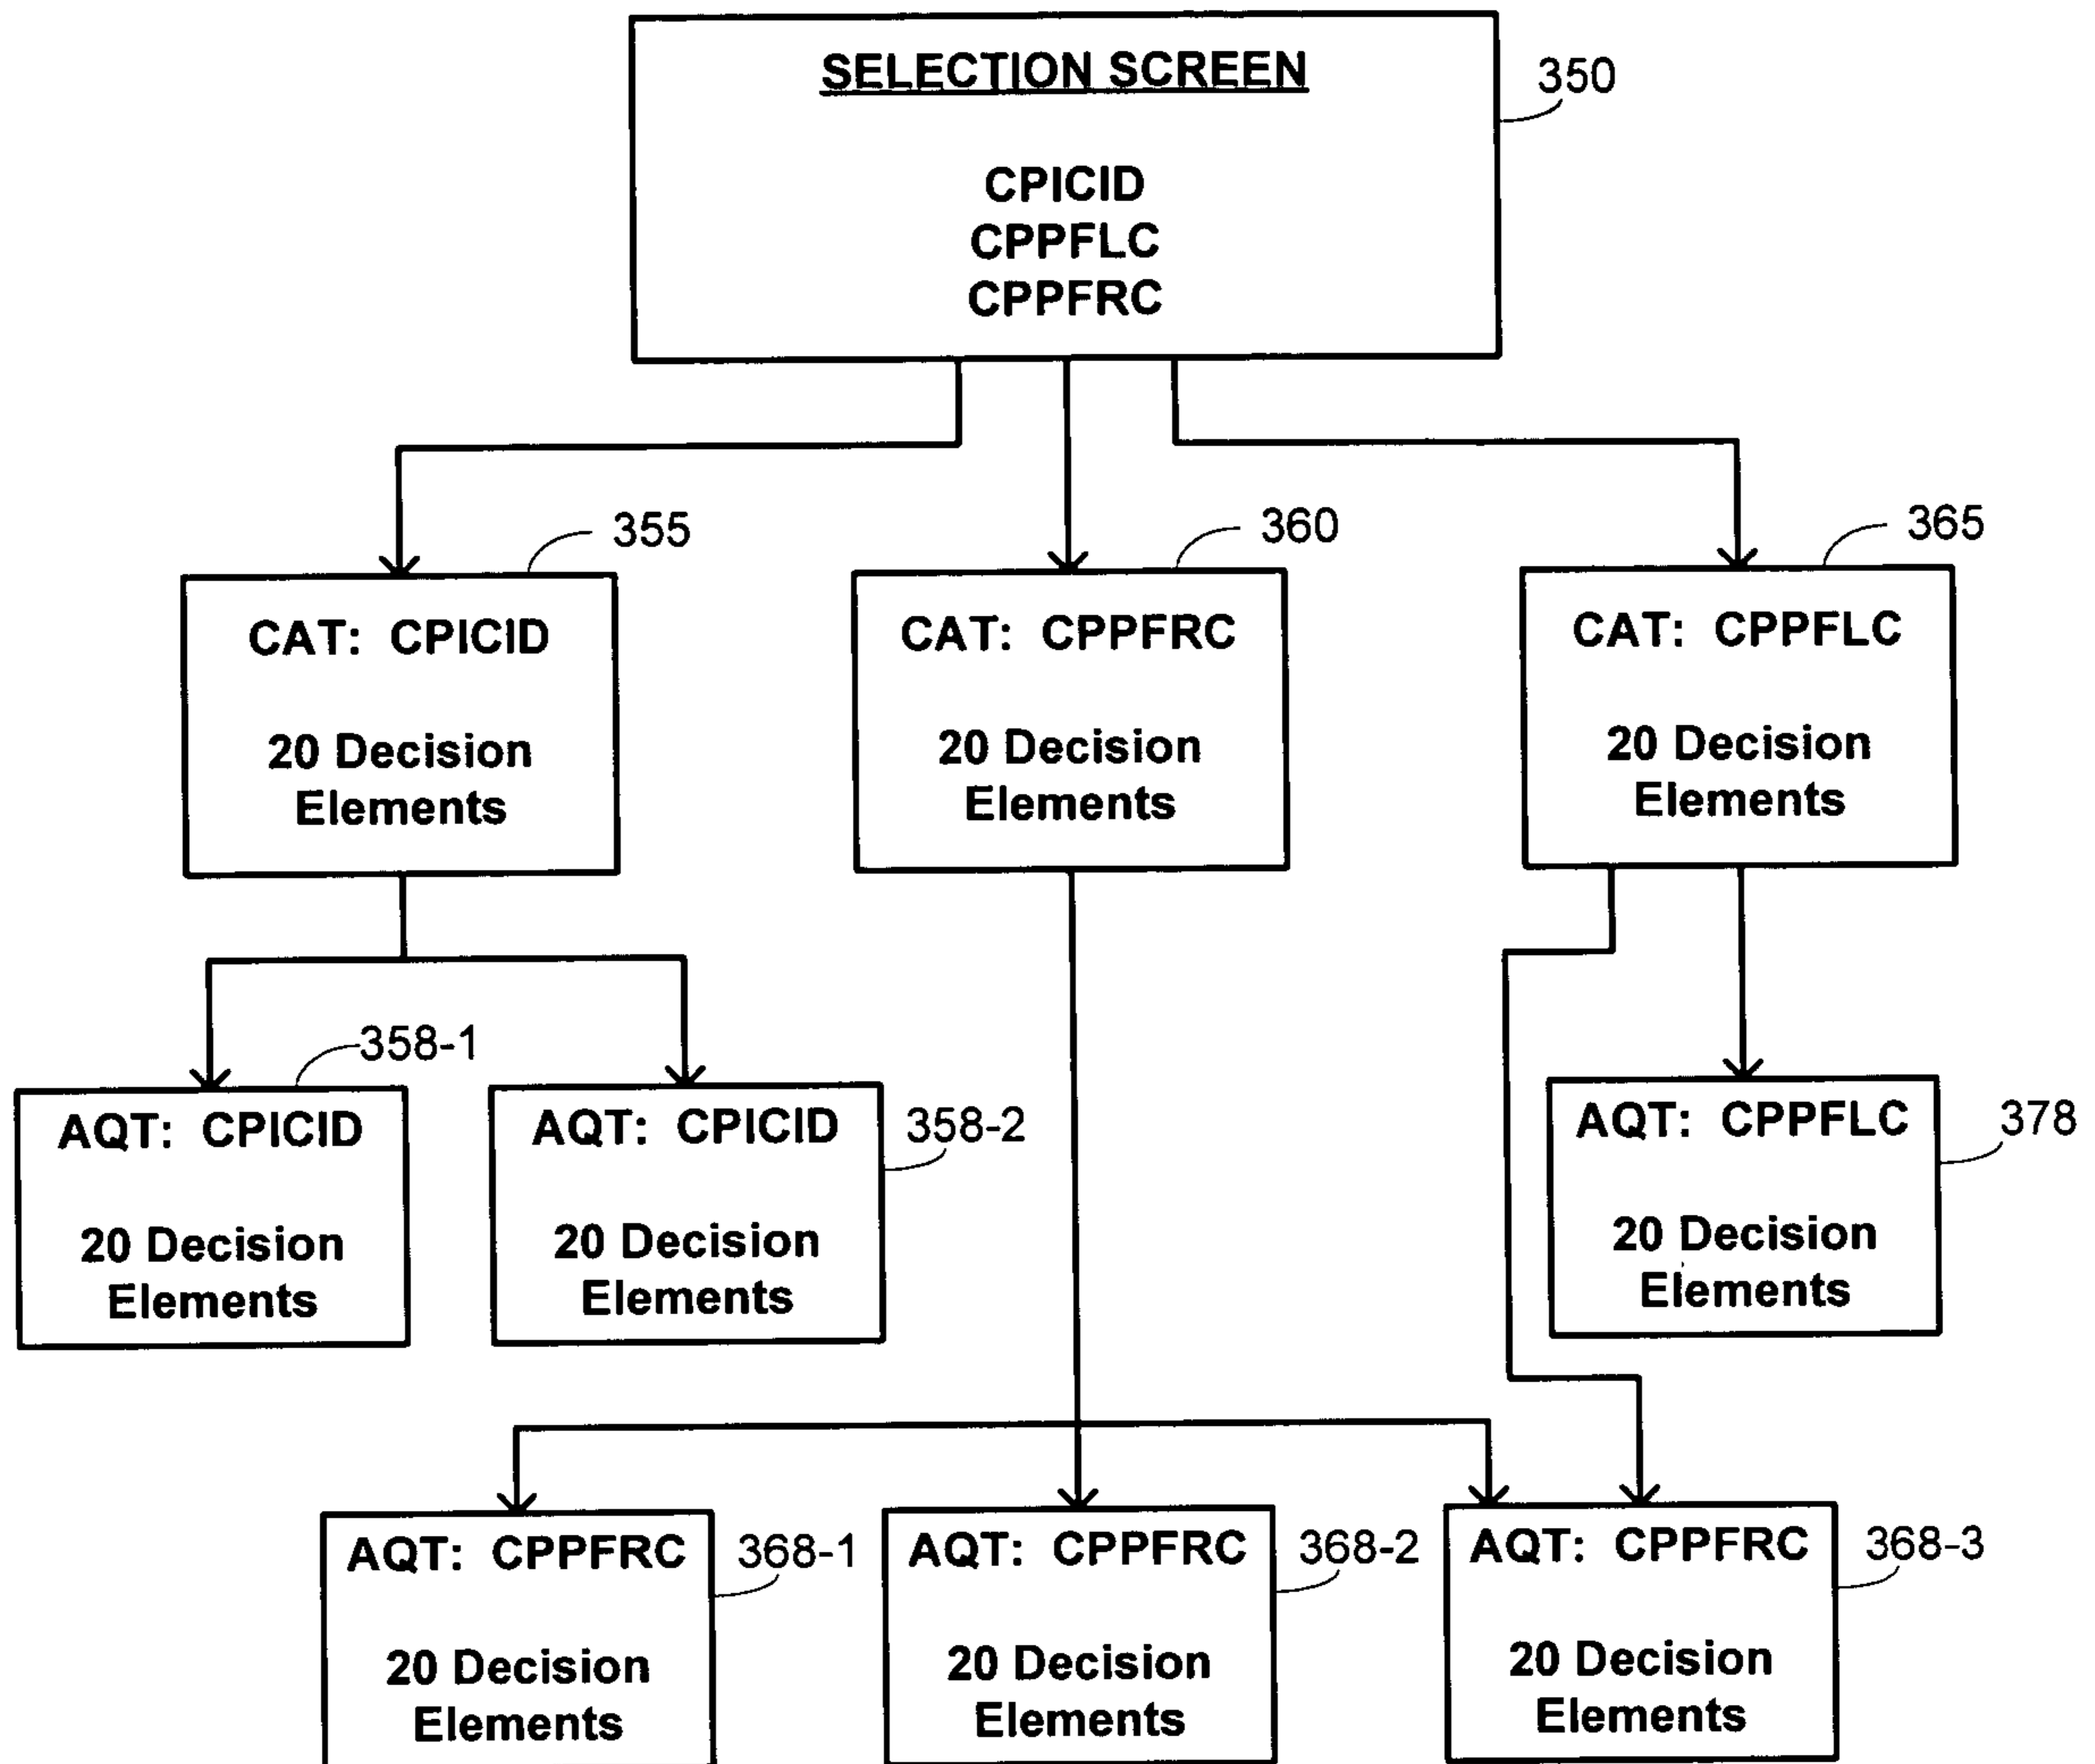 SELECTION SCREEN
350
CPICID
CPPFLC
CPPFRC
355
360
365
CAT: CPICID
20 Decision
Elements
CAT: CPPFRC
20 Decision
Elements
CAT: CPPFLC
20 Decision
Elements
358-1
AQT: CPICID
20 Decision
Elements
358-2
AQT: CPICID
20 Decision
Elements
378
AQT: CPPFLC
20 Decision
Elements
368-1
AQT: CPPFRC
20 Decision
Elements
368-2
AQT: CPPFRC
20 Decision
Elements
368-3
AQT: CPPFRC
20 Decision
Elements